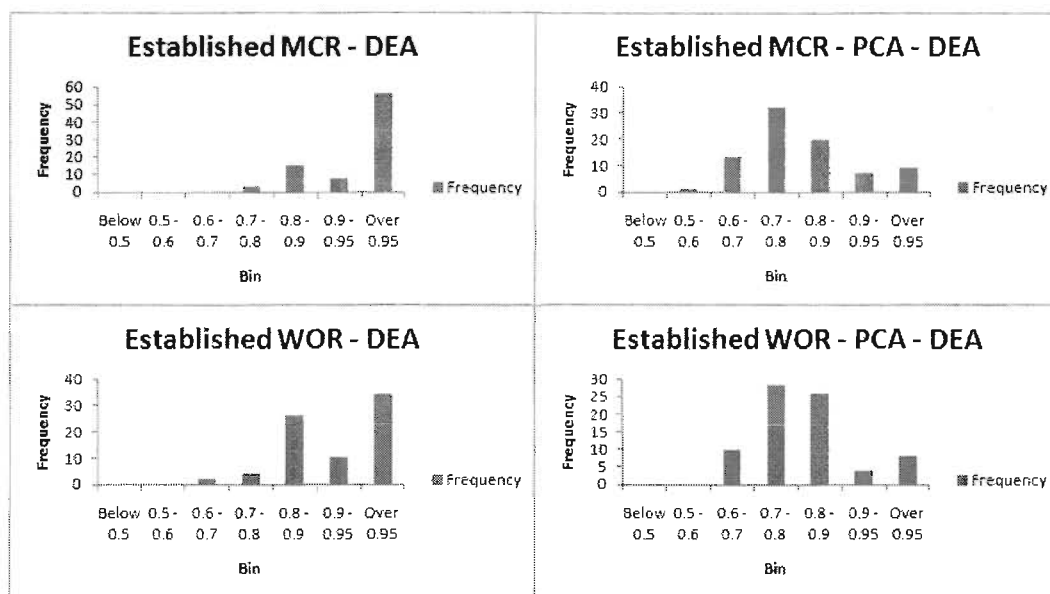 Established MCR - DEA
Frequency
60
50
40
30
20
10
0
Below 0.5 - 0.6 - 0.7 - 0.8 - 0.9 - Over
0.5 0.6 0.7 0.8 0.9 0.95 0.95
Bin
Frequency
Established MCR - PCA - DEA
Frequency
40
30
20
10
0
Below 0.5 - 0.6 - 0.7 - 0.8 - 0.9 - Over
0.5 0.6 0.7 0.8 0.9 0.95 0.95
Bin
Frequency
Established WOR - DEA
Frequency
40
30
20
10
0
Below 0.5 - 0.6 - 0.7 - 0.8 - 0.9 - Over
0.5 0.6 0.7 0.8 0.9 0.95 0.95
Bin
Frequency
Established WOR - PCA - DEA
Frequency
30
25
20
15
10
5
0
Below 0.5 - 0.6 - 0.7 - 0.8 - 0.9 - Over
0.5 0.6 0.7 0.8 0.9 0.95 0.95
Bin
Frequency